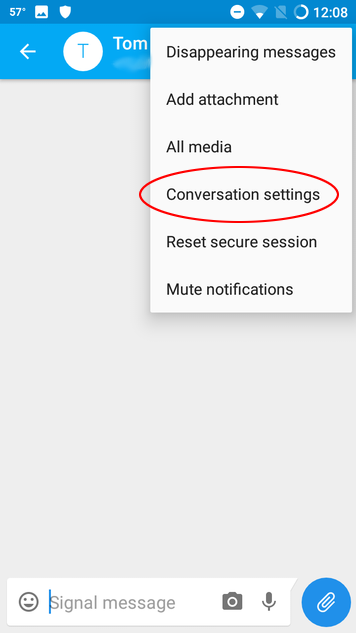 57° 12:08
T Tom
Disappearing messages
Add attachment
All media
Conversation settings
Reset secure session
Mute notifications
Signal message